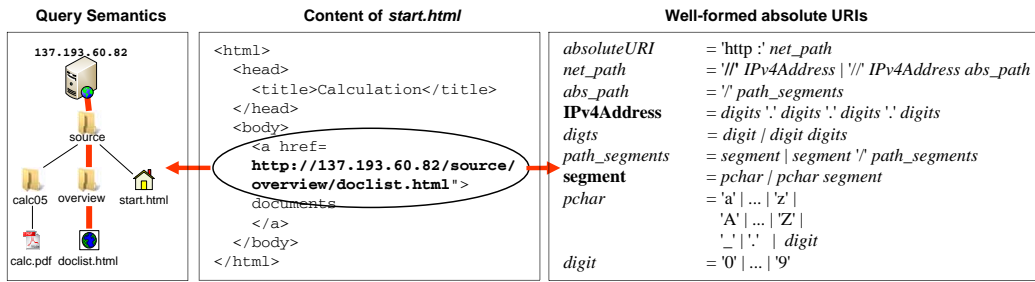 Query Semantics
137.193.60.82
source
calc05 overview start.html
calc.pdf doclist.html
Content of start.html
<html>
<head>
<title>Calculation</title>
</head>
<body>
<a href=
http://137.193.60.82/source/
overview/doclist.html">
documents
</a>
</body>
</html>
Well-formed absolute URIs
absoluteURI = 'http :' net_path
net_path = '//' IPv4Address | '//' IPv4Address abs_path
abs_path = '/' path_segments
IPv4Address = digits '.' digits '.' digits '.' digits
digts = digit | digit digits
path_segments = segment | segment '/' path_segments
segment = pchar | pchar segment
pchar = 'a' | ... | 'z' |
'A' | ... | 'Z' |
'_' | '.' | digit
digit = '0' | ... | '9'